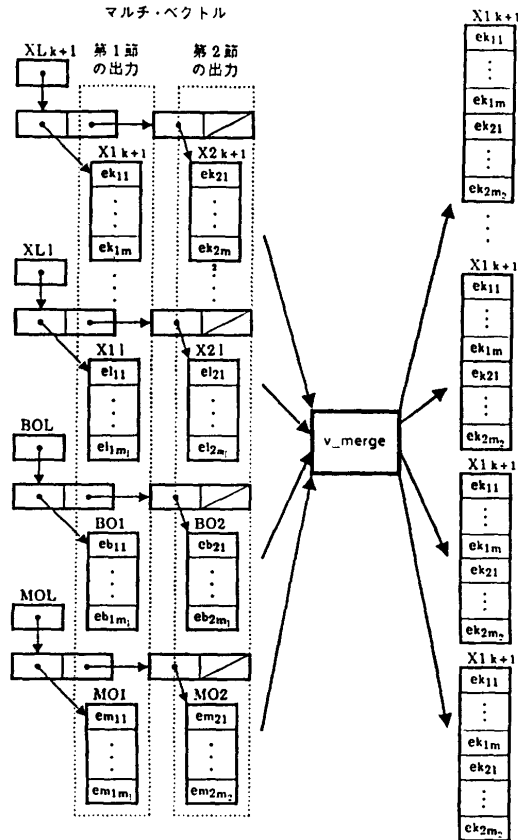 マルチ・ベクトル
XL k+1
第1節
の出力
第2節
の出力
X1 k+1
X2 k+1
ek11
ek1m
ek21
ek2m
2
XL1
X11
X21
el11
el1m1
el21
el2m1
BOL
BO1
BO2
eb11
eb1m1
cb21
eb2m1
MOL
MO1
MO2
em11
em1m1
em21
em2m2
v_merge
X1 k+1
ek11
ek1m
ek21
ek2m2
X1 k+1
ek11
ek1m
ek21
ek2m2
X1 k+1
ek11
ek1m
ek21
ek2m2
X1 k+1
ek11
ek1m
ek21
ek2m2